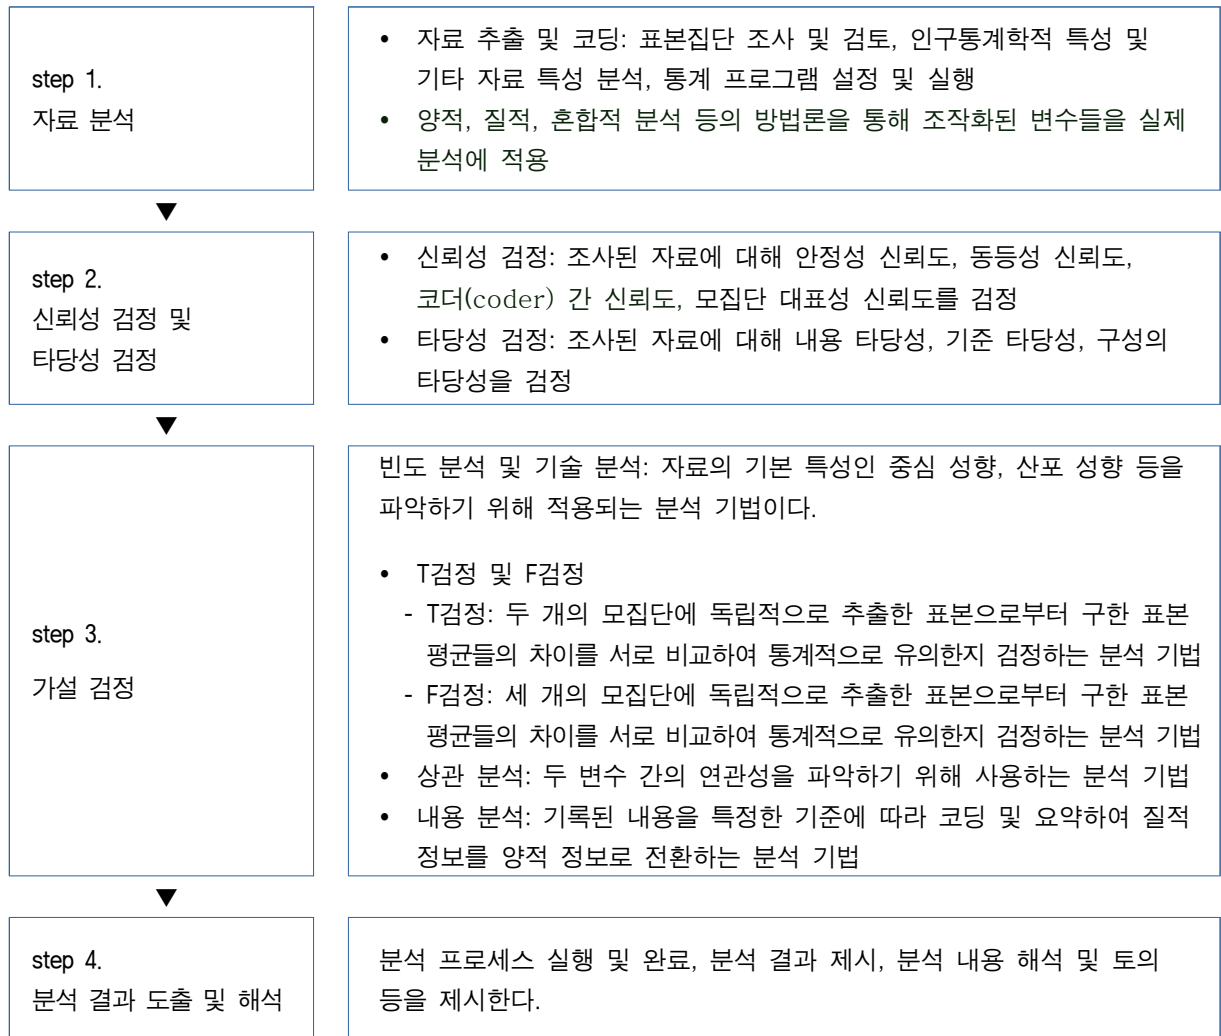 step 1.
자료 분석
• 자료 추출 및 코딩: 표본집단 조사 및 검토, 인구통계학적 특성 및
기타 자료 특성 분석, 통계 프로그램 설정 및 실행
• 양적, 질적, 혼합적 분석 등의 방법론을 통해 조작화된 변수들을 실제
분석에 적용
▼
step 2.
신뢰성 검정 및
타당성 검정
• 신뢰성 검정: 조사된 자료에 대해 안정성 신뢰도, 동등성 신뢰도,
코더(coder) 간 신뢰도, 모집단 대표성 신뢰도를 검정
• 타당성 검정: 조사된 자료에 대해 내용 타당성, 기준 타당성, 구성의
타당성을 검정
▼
step 3.
가설 검정
빈도 분석 및 기술 분석: 자료의 기본 특성인 중심 성향, 산포 성향 등을
파악하기 위해 적용되는 분석 기법이다.
• T검정 및 F검정
- T검정: 두 개의 모집단에 독립적으로 추출한 표본으로부터 구한 표본
평균들의 차이를 서로 비교하여 통계적으로 유의한지 검정하는 분석 기법
- F검정: 세 개의 모집단에 독립적으로 추출한 표본으로부터 구한 표본
평균들의 차이를 서로 비교하여 통계적으로 유의한지 검정하는 분석 기법
• 상관 분석: 두 변수 간의 연관성을 파악하기 위해 사용하는 분석 기법
• 내용 분석: 기록된 내용을 특정한 기준에 따라 코딩 및 요약하여 질적
정보를 양적 정보로 전환하는 분석 기법
▼
step 4.
분석 결과 도출 및 해석
분석 프로세스 실행 및 완료, 분석 결과 제시, 분석 내용 해석 및 토의
등을 제시한다.